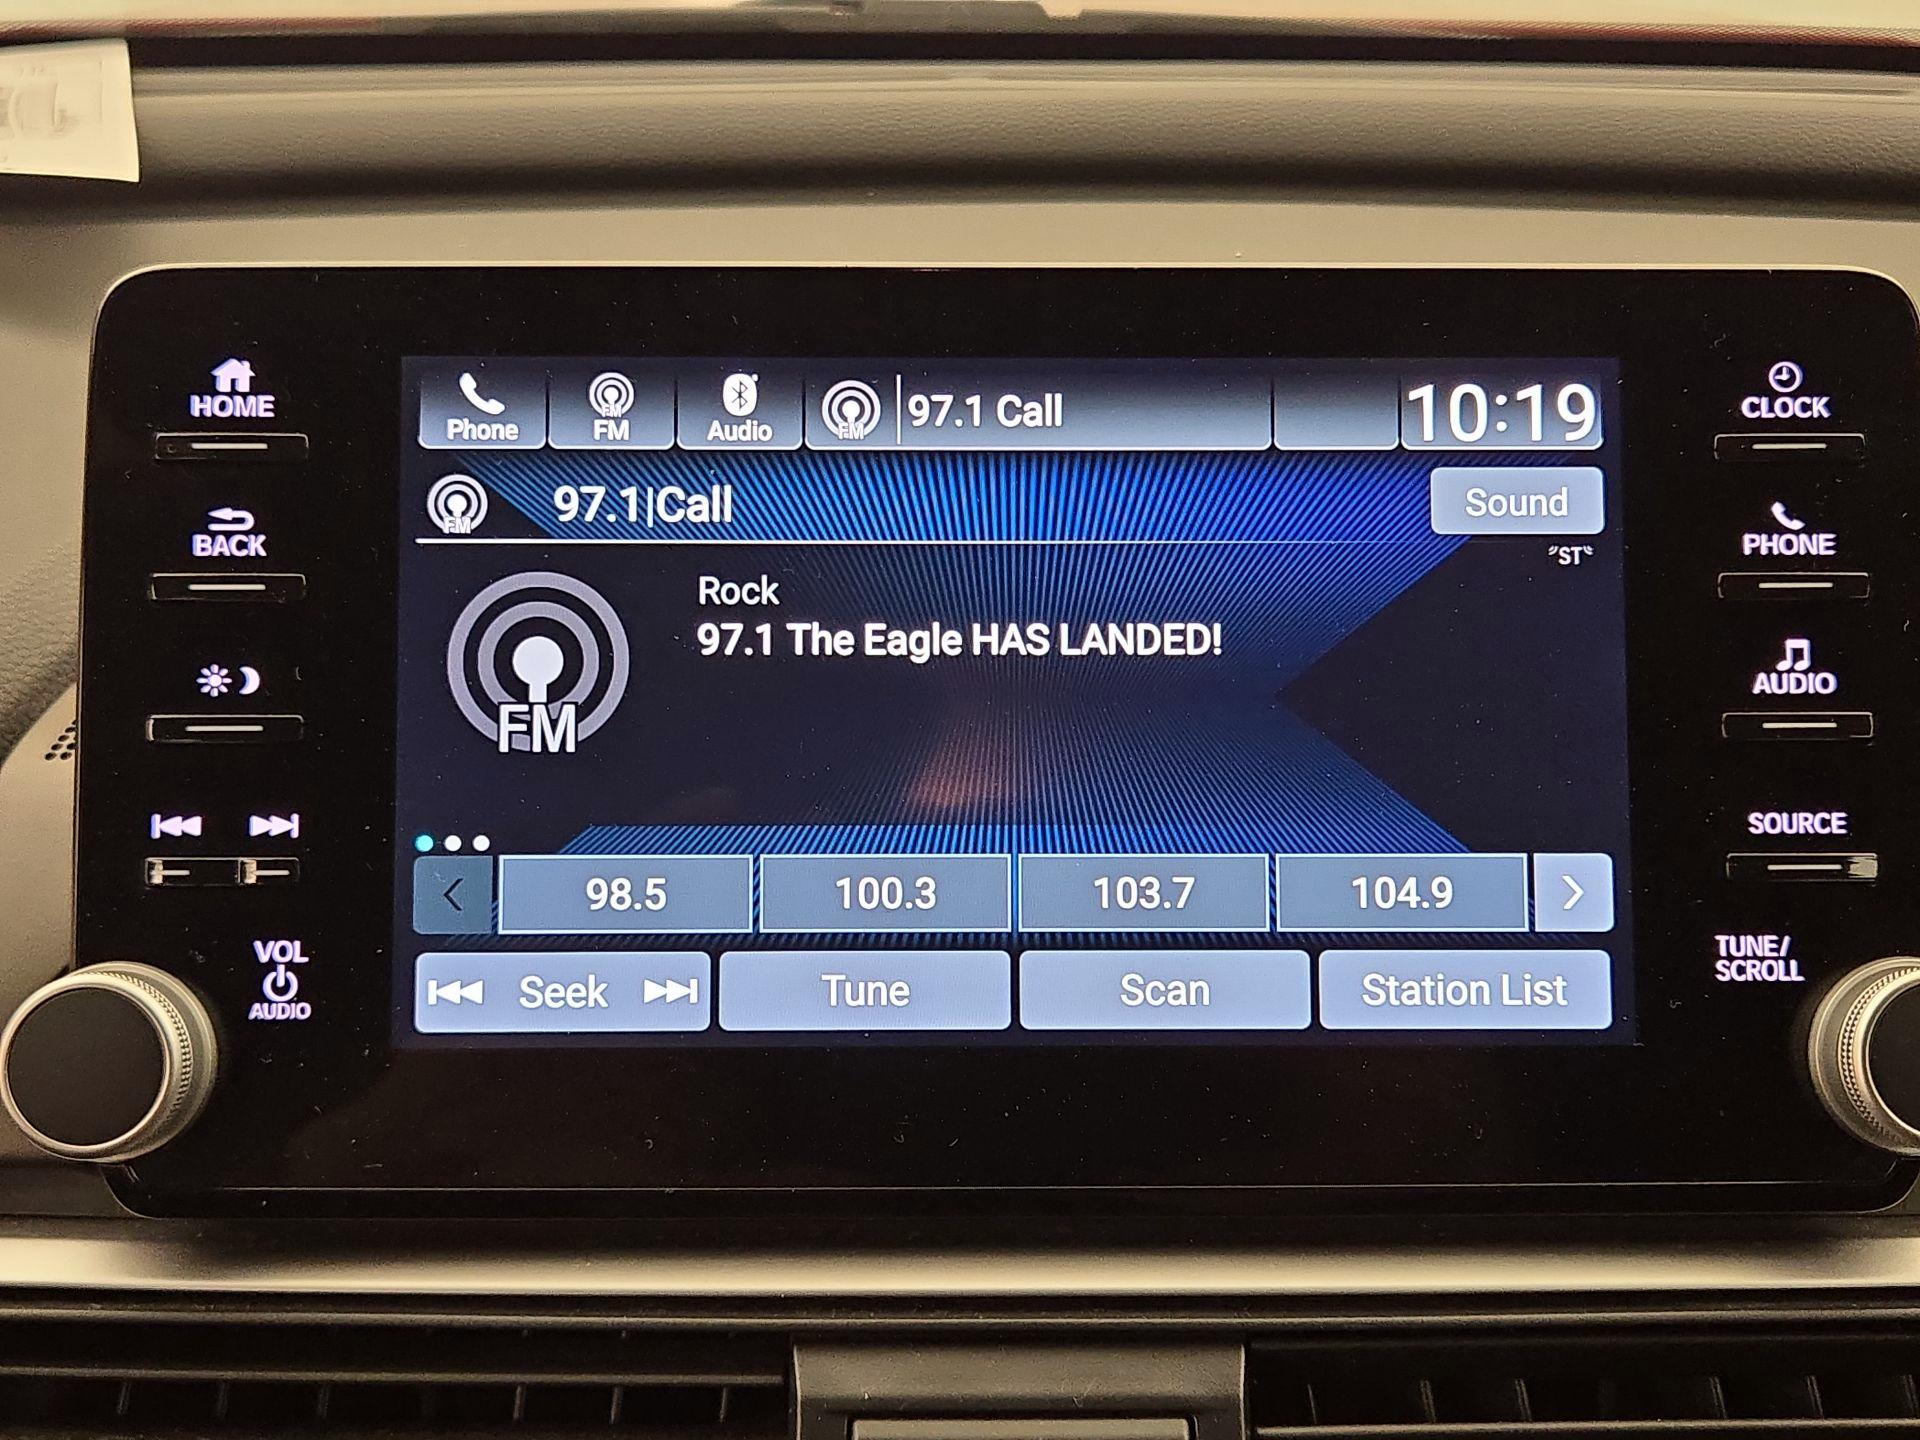 HOME
BACK
VOL
AUDIO
Phone
FM
FM
Audio
FM
97.1 Call
10:19
FM
97.1|Call
Sound
"ST"
FM
Rock
97.1 The Eagle HAS LANDED!
98.5
100.3
103.7
104.9
Seek
Tune
Scan
Station List
CLOCK
PHONE
AUDIO
SOURCE
TUNE/
SCROLL